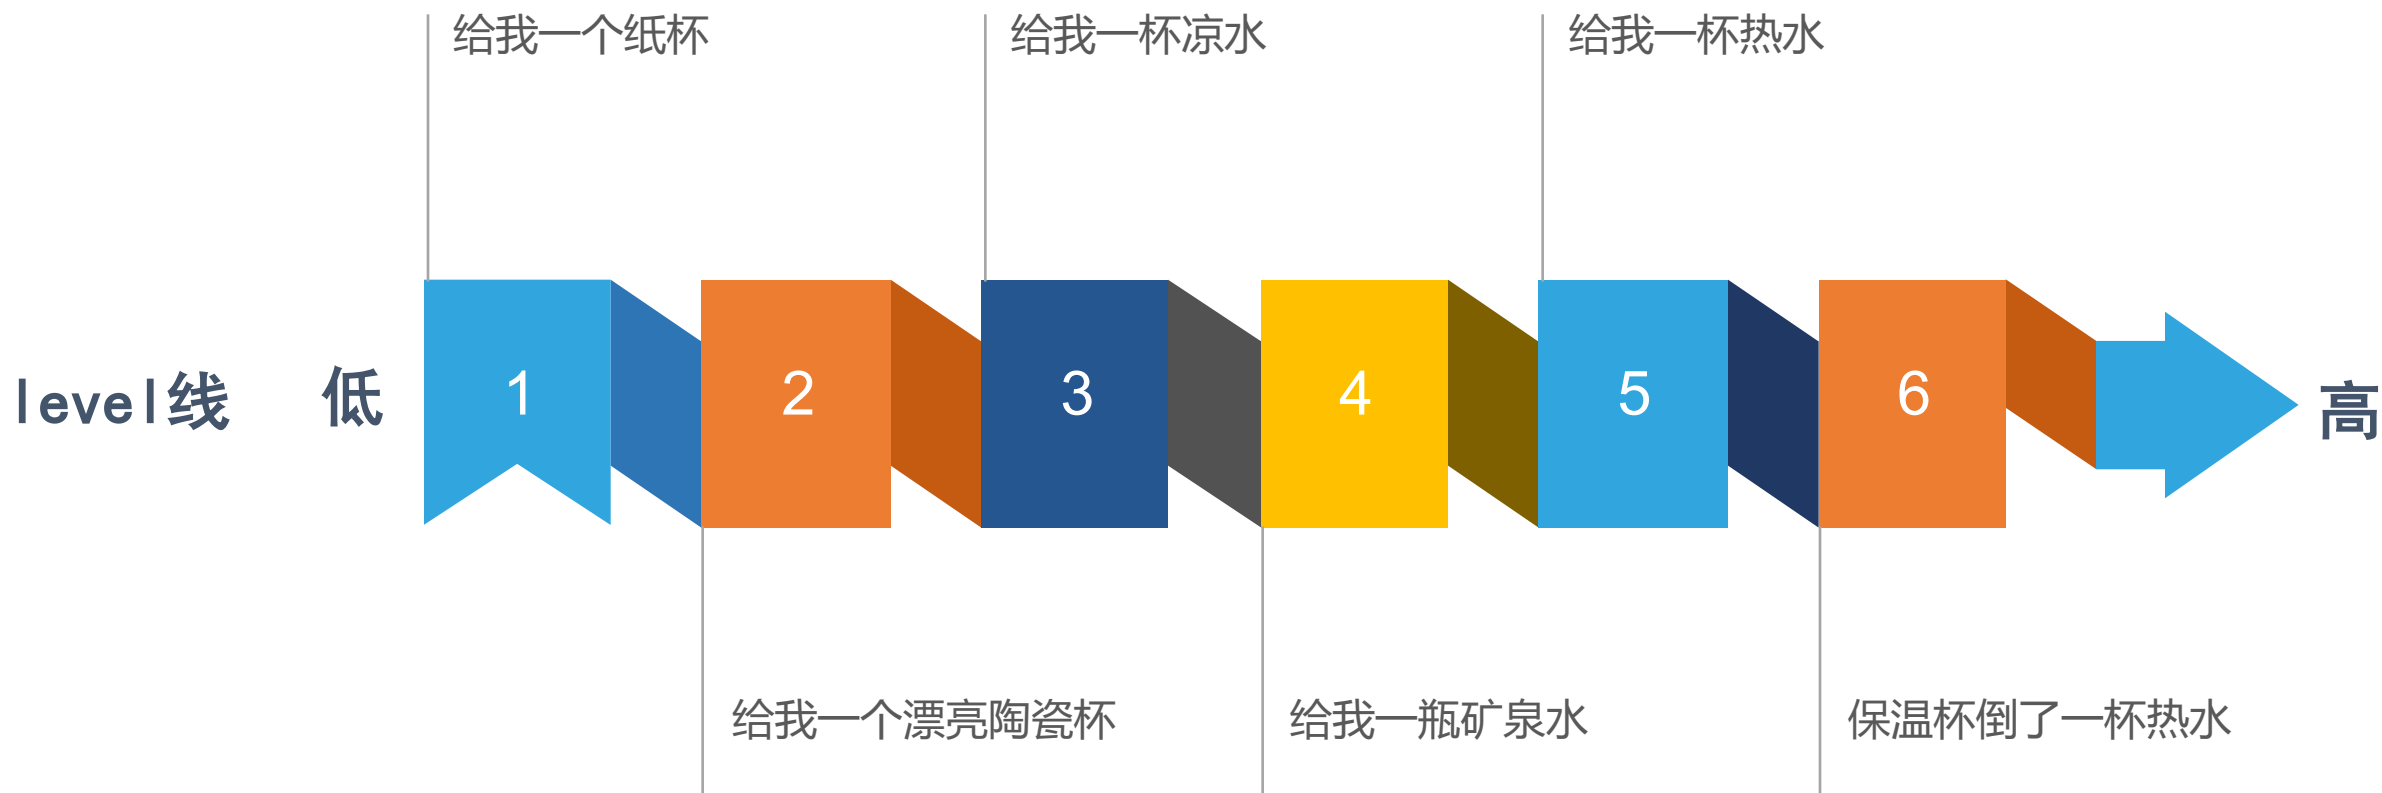 给我一个纸杯
给我一杯凉水
给我一杯热水
level线
低
1
2
3
4
5
6
高
给我一个漂亮陶瓷杯
给我一瓶矿泉水
保温杯倒了一杯热水